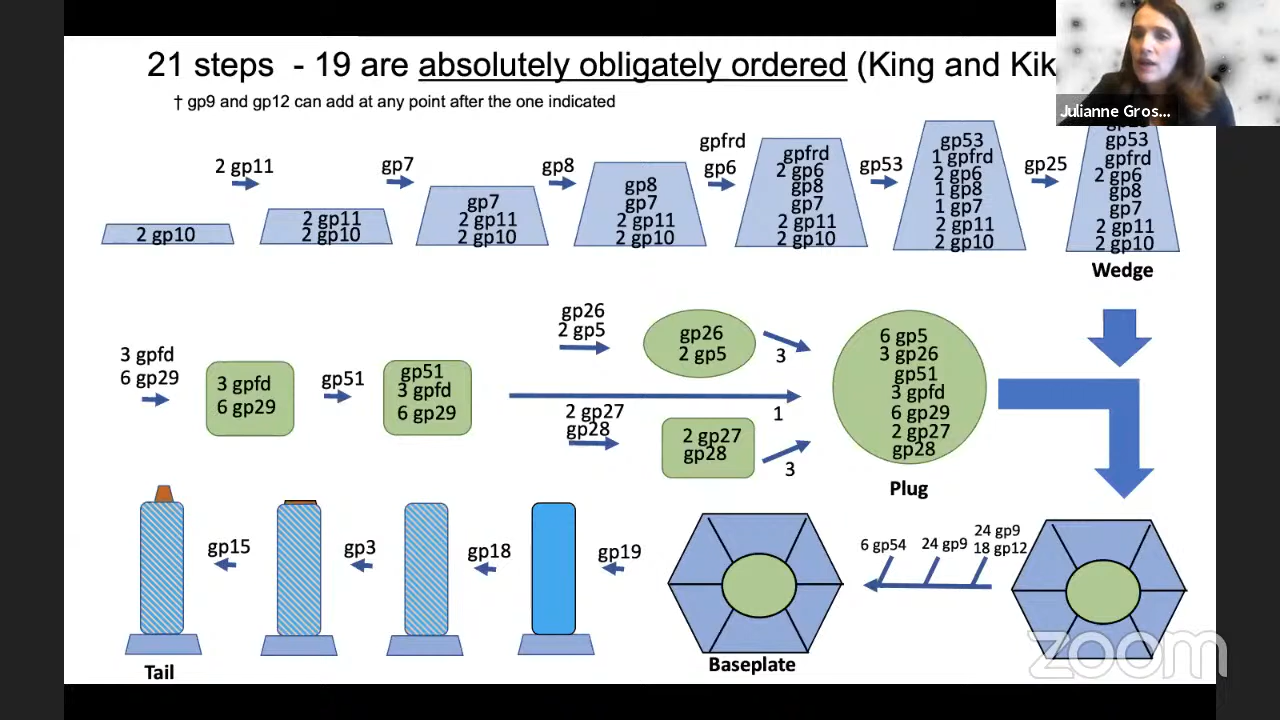 21 steps - 19 are absolutely obligately ordered (King and Kik
† gp9 and gp12 can add at any point after the one indicated
Julianne Gros...
2 gp10
2 gp11
2 gp11
2 gp10
gp7
gp7
2 gp11
2 gp10
gp8
gp8
gp7
2 gp11
2 gp10
gpfrd
gp6
gpfrd
2 gp6
gp8
gp7
2 gp11
2 gp10
gp53
gp53
1 gpfrd
2 gp6
1 gp8
1 gp7
2 gp11
2 gp10
gp25
gp53
gpfrd
2 gp6
gp8
gp7
2 gp11
2 gp10
Wedge
3 gpfd
6 gp29
3 gpfd
6 gp29
gp51
gp51
3 gpfd
6 gp29
gp26
2 gp5
gp26
2 gp5
3
1
2 gp27
gp28
2 gp27
gp28
3
6 gp5
3 gp26
gp51
3 gpfd
6 gp29
2 gp27
gp28
Plug
Tail
gp15
gp3
gp18
gp19
Baseplate
6 gp54
24 gp9
24 gp9
18 gp12
zoom